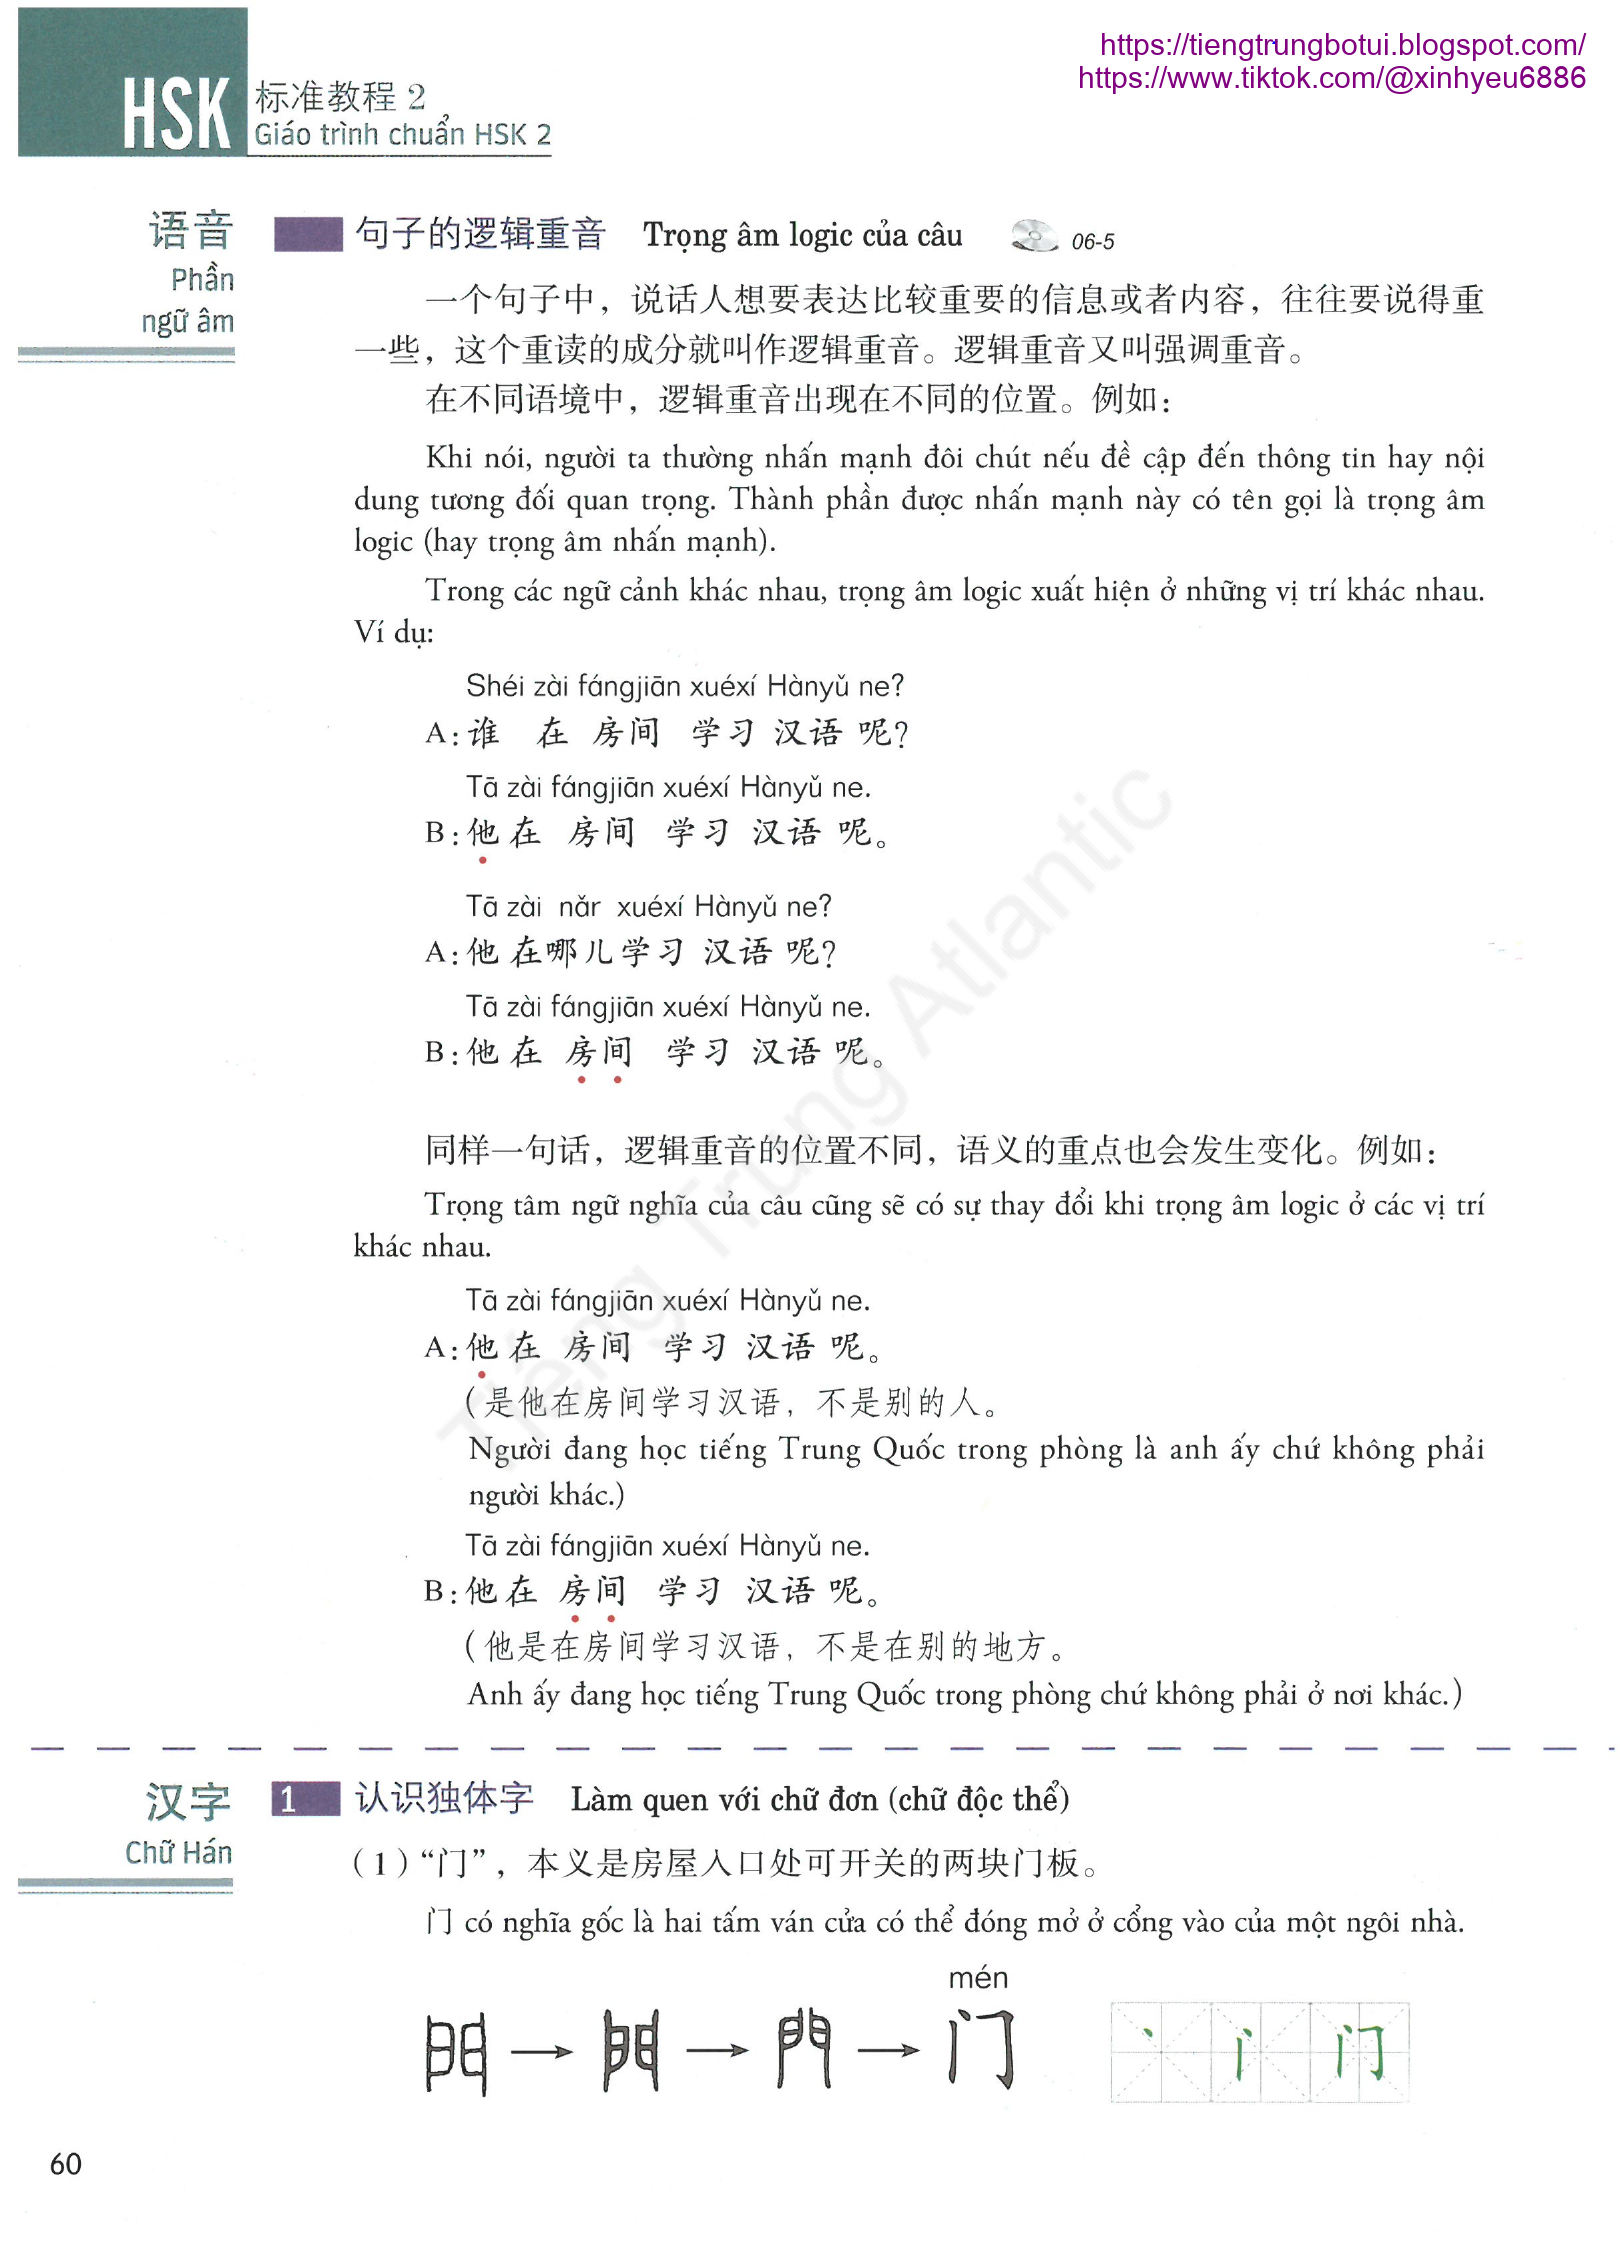 https://tiengtrungbotui.blogspot.com/
https://www.tiktok.com/@xinhyeu6886
HSK 标准教程 2
Giáo trình chuẩn HSK 2
语音
Phần
ngữ âm
句子的逻辑重音 Trọng âm logic của câu 06-5
一个句子中，说话人想要表达比较重要的信息或者内容，往往要说得重
一些，这个重读的成分就叫作逻辑重音。逻辑重音又叫强调重音。
在不同语境中，逻辑重音出现在不同的位置。例如：
Khi nói, người ta thường nhấn mạnh đôi chút nếu đề cập đến thông tin hay nội
dung tương đối quan trọng. Thành phần được nhấn mạnh này có tên gọi là trọng âm
logic (hay trọng âm nhấn mạnh).
Trong các ngữ cảnh khác nhau, trọng âm logic xuất hiện ở những vị trí khác nhau.
Ví dụ:
Shéi zài fángjiān xuéxí Hànyǔ ne?
A: 谁 在 房间 学习 汉语 呢？
Tā zài fángjiān xuéxí Hànyǔ ne.
B: 他 在 房间 学习 汉语 呢。
Tā zài nǎr xuéxí Hànyǔ ne?
A: 他 在哪儿学习 汉语 呢？
Tā zài fángjiān xuéxí Hànyǔ ne.
B: 他 在 房间 学习 汉语 呢。
同样一句话，逻辑重音的位置不同，语义的重点也会发生变化。例如：
Trọng tâm ngữ nghĩa của câu cũng sẽ có sự thay đổi khi trọng âm logic ở các vị trí
khác nhau.
Tā zài fángjiān xuéxí Hànyǔ ne.
A: 他 在 房间 学习 汉语 呢。
（是他在房间学习汉语，不是别的人。
Người đang học tiếng Trung Quốc trong phòng là anh ấy chứ không phải
người khác.)
Tā zài fángjiān xuéxí Hànyǔ ne.
B: 他 在 房间 学习 汉语 呢。
（他是在房间学习汉语，不是在别的地方。
Anh ấy đang học tiếng Trung Quốc trong phòng chứ không phải ở nơi khác.)
Tiếng Trung Atlantic
汉字
Chữ Hán
1 认识独体字 Làm quen với chữ đơn (chữ độc thể)
（1）“门”，本义是房屋入口处可开关的两块门板。
门 có nghĩa gốc là hai tấm ván cửa có thể đóng mở ở cổng vào của một ngôi nhà.
mén
門 → 門 → 門 → 门 丶 门
60